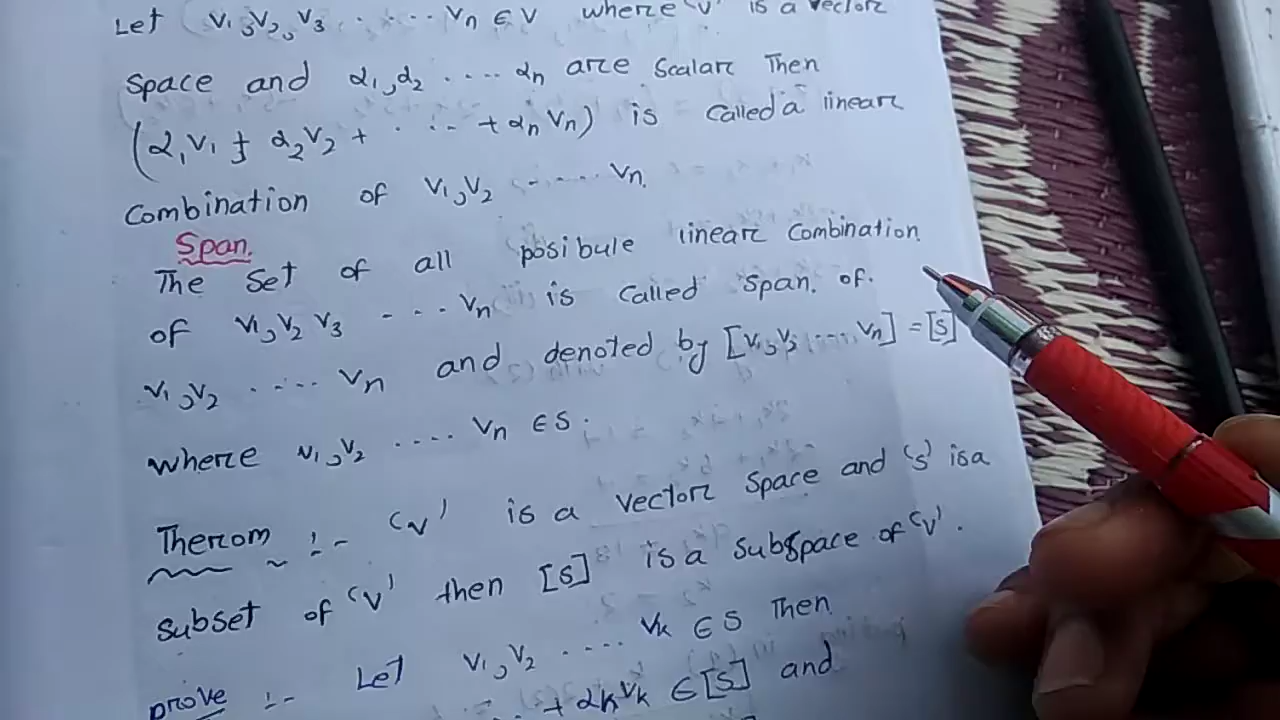 Let v₁,v₂,v₃ ...... vₙ ∈ V where 'V' is a vector
space and α₁,α₂ .... αₙ are scalar Then
(α₁v₁ + α₂v₂ + ..... + αₙvₙ) is called a linear
combination of v₁,v₂ ...... vₙ.
Span.
The set of all posibule linear combination
of v₁,v₂ v₃ ... vₙ is called span. of.
v₁,v₂ ..... vₙ and denoted by [v₁,v₂ .... vₙ] = [S]
where v₁,v₂ .... vₙ ∈ S.
Therom :- 'V' is a vector space and 'S' is a
subset of 'V' then [S] is a subspace of 'V'.
prove :- Let v₁,v₂ ..... vₖ ∈ S Then
.. + αₖvₖ ∈ [S] and